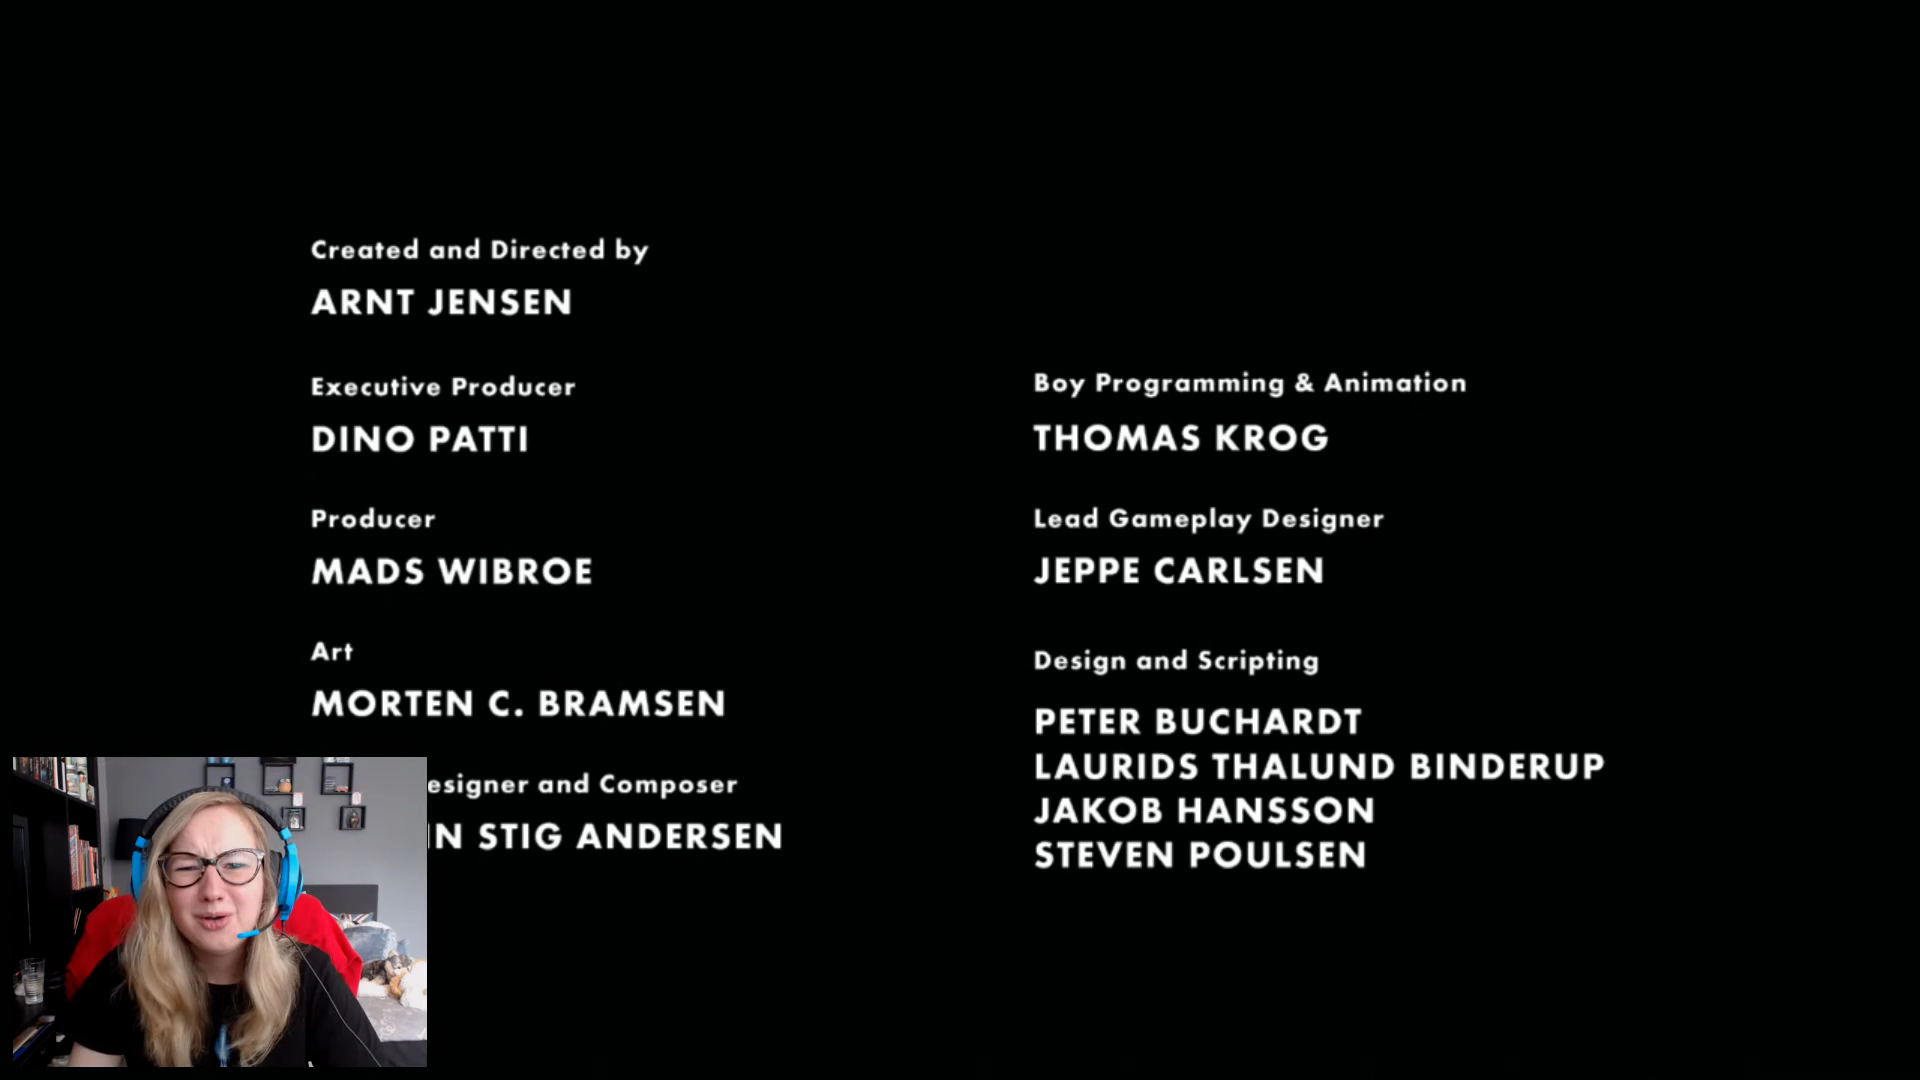 Created and Directed by
ARNT JENSEN
Executive Producer
DINO PATTI
Producer
MADS WIBROE
Art
MORTEN C. BRAMSEN
esigner and Composer
IN STIG ANDERSEN
Boy Programming & Animation
THOMAS KROG
Lead Gameplay Designer
JEPPE CARLSEN
Design and Scripting
PETER BUCHARDT
LAURIDS THALUND BINDERUP
JAKOB HANSSON
STEVEN POULSEN